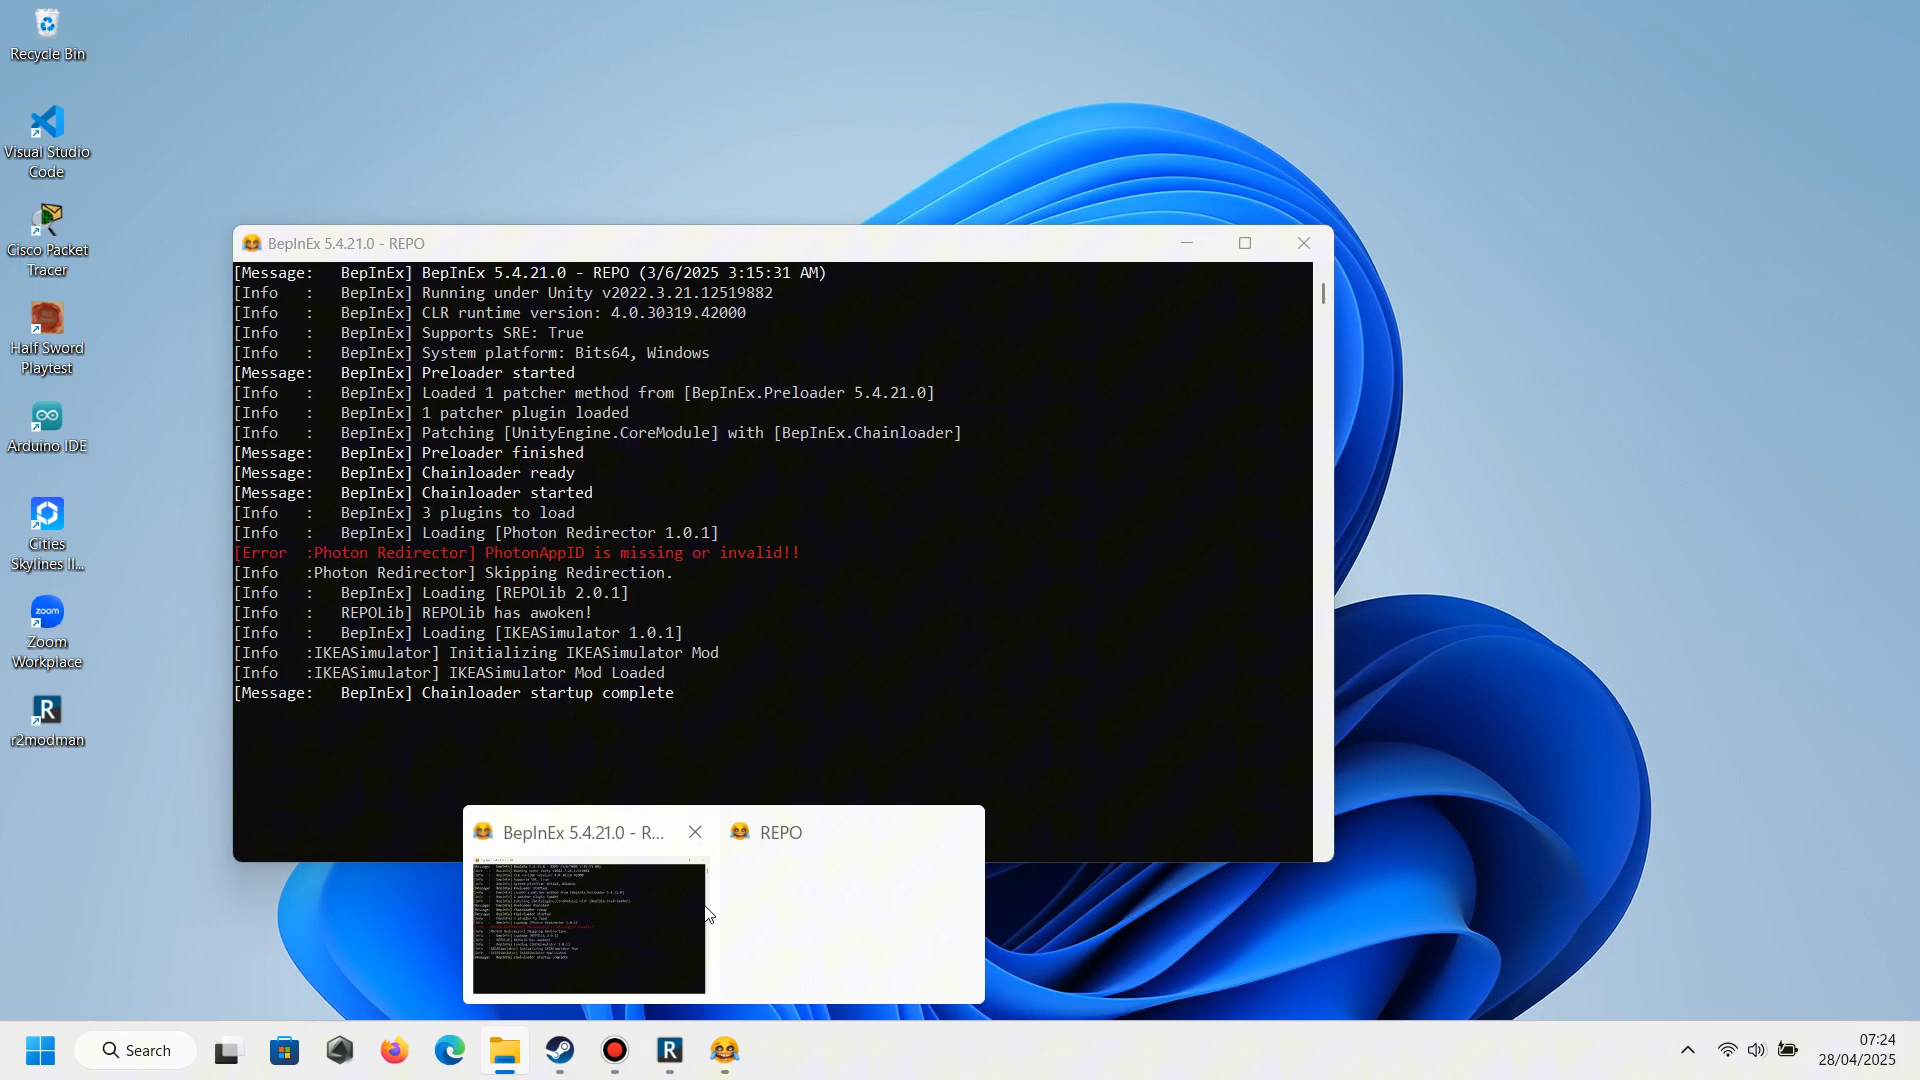 Recycle Bin
Visual Studio
Code
Cisco Packet
Tracer
Half Sword
Playtest
Arduino IDE
Cities
Skylines II...
zoom
Zoom
Workplace
R
r2modman
BepInEx 5.4.21.0 - REPO
[Message:   BepInEx] BepInEx 5.4.21.0 - REPO (3/6/2025 3:15:31 AM)
[Info   :   BepInEx] Running under Unity v2022.3.21.12519882
[Info   :   BepInEx] CLR runtime version: 4.0.30319.42000
[Info   :   BepInEx] Supports SRE: True
[Info   :   BepInEx] System platform: Bits64, Windows
[Message:   BepInEx] Preloader started
[Info   :   BepInEx] Loaded 1 patcher method from [BepInEx.Preloader 5.4.21.0]
[Info   :   BepInEx] 1 patcher plugin loaded
[Info   :   BepInEx] Patching [UnityEngine.CoreModule] with [BepInEx.Chainloader]
[Message:   BepInEx] Preloader finished
[Message:   BepInEx] Chainloader ready
[Message:   BepInEx] Chainloader started
[Info   :   BepInEx] 3 plugins to load
[Info   :   BepInEx] Loading [Photon Redirector 1.0.1]
[Error  :Photon Redirector] PhotonAppID is missing or invalid!!
[Info   :Photon Redirector] Skipping Redirection.
[Info   :   BepInEx] Loading [REPOLib 2.0.1]
[Info   :   REPOLib] REPOLib has awoken!
[Info   :   BepInEx] Loading [IKEASimulator 1.0.1]
[Info   :IKEASimulator] Initializing IKEASimulator Mod
[Info   :IKEASimulator] IKEASimulator Mod Loaded
[Message:   BepInEx] Chainloader startup complete
BepInEx 5.4.21.0 - R...
REPO
Search
R
07:24
28/04/2025